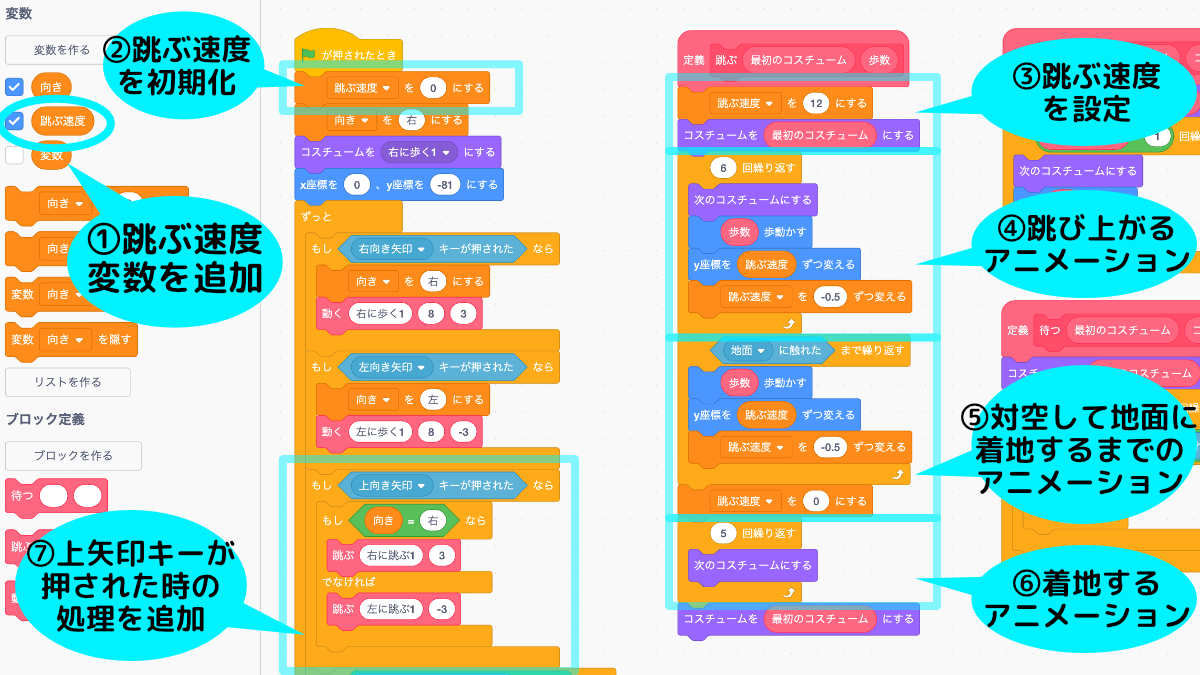 変数
変数を作る
向き
跳ぶ速度
変数
向き
向き
変数 向き
変数 向き を隠す
リストを作る
ブロック定義
ブロックを作る
待つ
②跳ぶ速度
を初期化
①跳ぶ速度
変数を追加
⑦上矢印キーが
押された時の
処理を追加
が押されたとき
跳ぶ速度 を 0 にする
向き を 右 にする
コスチュームを 右に歩く1 にする
x座標を 0 、y座標を -81 にする
ずっと
もし 右向き矢印 キーが押された なら
向き を 右 にする
動く 右に歩く1 8 3
もし 左向き矢印 キーが押された なら
向き を 左 にする
動く 左に歩く1 8 -3
もし 上向き矢印 キーが押された なら
もし 向き = 右 なら
跳ぶ 右に跳ぶ1 3
でなければ
跳ぶ 左に跳ぶ1 -3
定義 跳ぶ 最初のコスチューム 歩数
跳ぶ速度 を 12 にする
コスチュームを 最初のコスチューム にする
6 回繰り返す
次のコスチュームにする
歩数 歩動かす
y座標を 跳ぶ速度 ずつ変える
跳ぶ速度 を -0.5 ずつ変える
地面 に触れた まで繰り返す
歩数 歩動かす
y座標を 跳ぶ速度 ずつ変える
跳ぶ速度 を -0.5 ずつ変える
跳ぶ速度 を 0 にする
5 回繰り返す
次のコスチュームにする
コスチュームを 最初のコスチューム にする
③跳ぶ速度
を設定
1 回繰
次のコスチュームにする
④跳び上がる
アニメーション
定義 待つ 最初のコスチューム
⑤対空して地面に
着地するまでの
アニメーション
⑥着地する
アニメーション